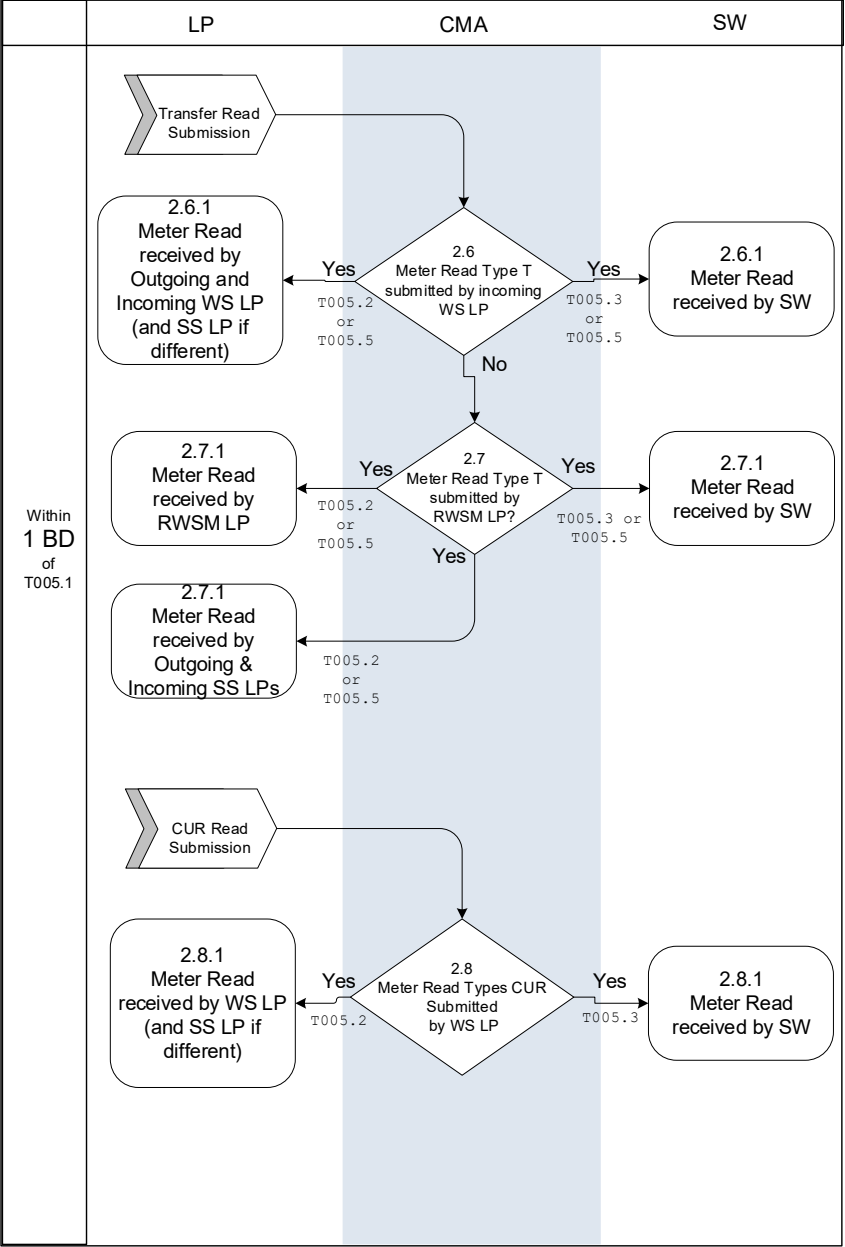 LP
CMA
SW
Transfer Read
Submission
2.6.1
Meter Read
received by
Outgoing and
Incoming WS LP
(and SS LP if
different)
Yes
T005.2
or
T005.5
2.6
Meter Read Type T
submitted by incoming
WS LP
Yes
T005.3
or
T005.5
2.6.1
Meter Read
received by SW
No
2.7.1
Meter Read
received by
RWSM LP
Yes
T005.2
or
T005.5
2.7
Meter Read Type T
submitted by
RWSM LP?
Yes
T005.3 or
T005.5
2.7.1
Meter Read
received by SW
Within
1 BD
of
T005.1
Yes
2.7.1
Meter Read
received by
Outgoing &
Incoming SS LPs
T005.2
or
T005.5
CUR Read
Submission
2.8.1
Meter Read
received by WS LP
(and SS LP if
different)
Yes
T005.2
2.8
Meter Read Types CUR
Submitted
by WS LP
Yes
T005.3
2.8.1
Meter Read
received by SW